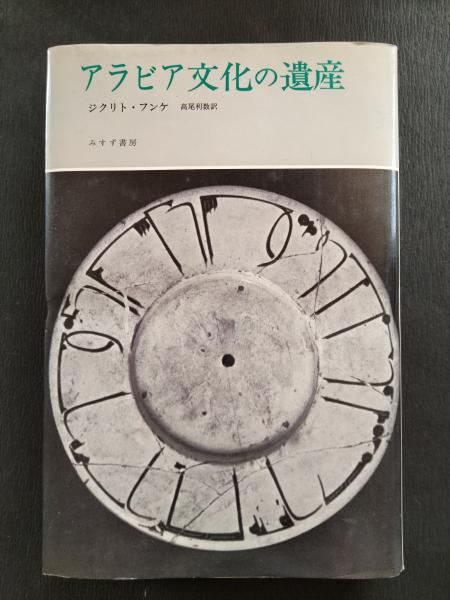 アラビア文化の遺産
ジクリト・フンケ 高尾利数訳
みすず書房